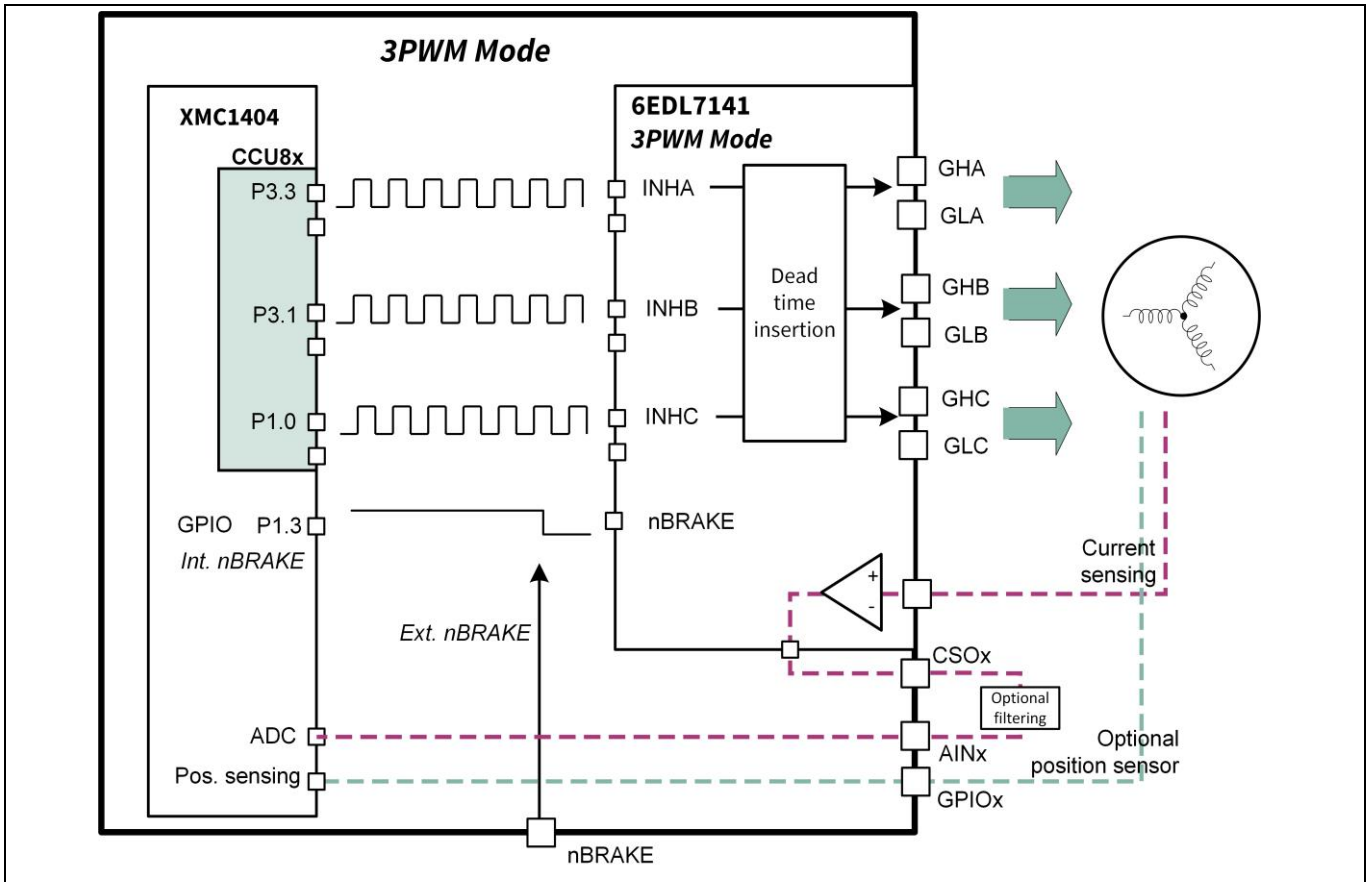 3PWM Mode
XMC1404
CCU8x
P3.3
P3.1
P1.0
GPIO P1.3
Int. nBRAKE
ADC
Pos. sensing
Ext. nBRAKE
nBRAKE
6EDL7141
3PWM Mode
INHA
INHB
INHC
nBRAKE
Dead
time
insertion
+
-
GHA
GLA
GHB
GLB
GHC
GLC
Current
sensing
CSOx
Optional
filtering
AINx
Optional
position sensor
GPIOx